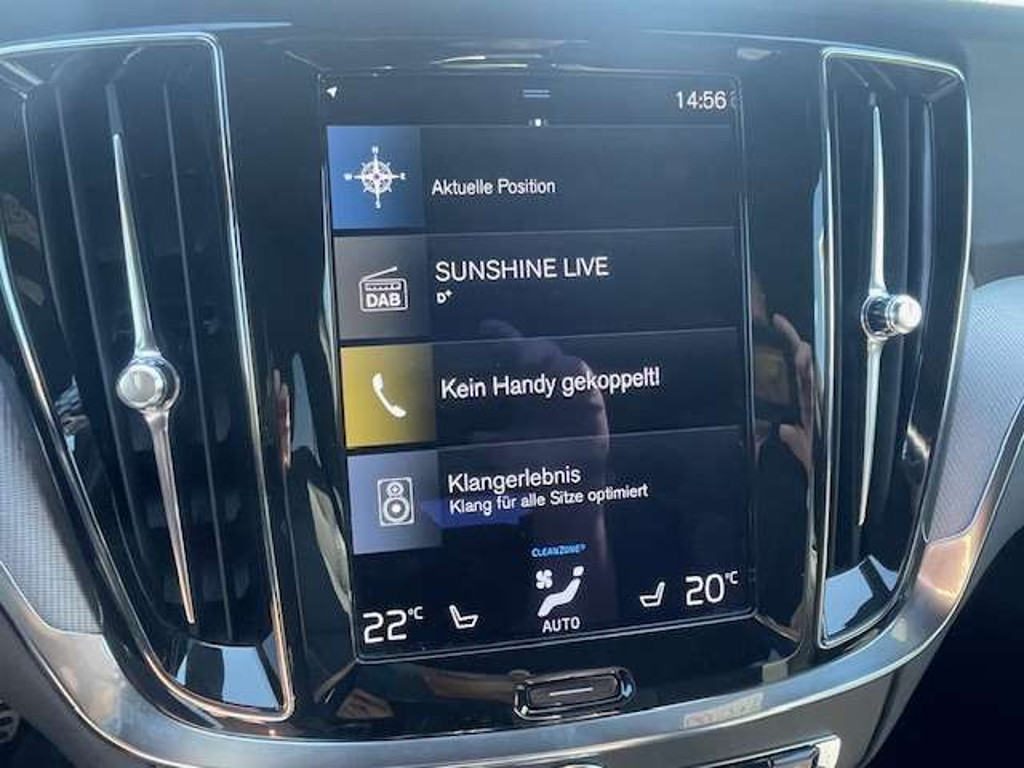 14:56
N
W E
S
Aktuelle Position
DAB
SUNSHINE LIVE
D+
Kein Handy gekoppelt!
Klangerlebnis
Klang für alle Sitze optimiert
CLEANZONE®
22°C
AUTO
20°C